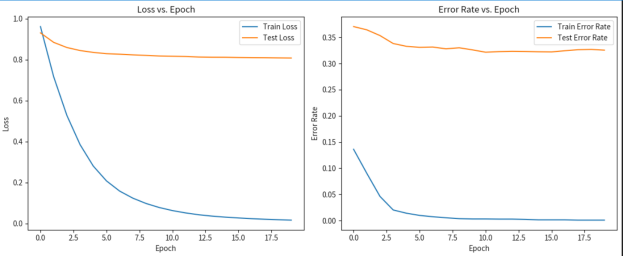 Loss vs. Epoch
Train Loss
Test Loss
1.0
0.8
0.6
0.4
0.2
0.0
Loss
0.0 2.5 5.0 7.5 10.0 12.5 15.0 17.5
Epoch
Error Rate vs. Epoch
Train Error Rate
Test Error Rate
0.35
0.30
0.25
0.20
0.15
0.10
0.05
0.00
Error Rate
0.0 2.5 5.0 7.5 10.0 12.5 15.0 17.5
Epoch